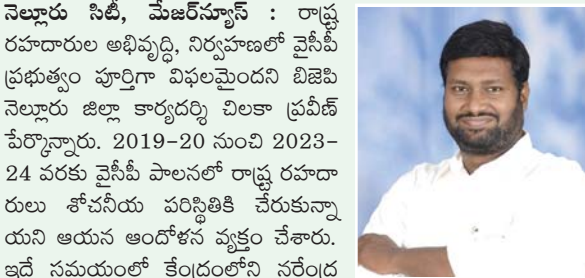 నెల్లూరు సిటీ, మేజర్‌న్యూస్ : రాష్ట్ర
రహదారుల అభివృద్ధి, నిర్వహణలో వైసీపీ
ప్రభుత్వం పూర్తిగా విఫలమైందని బిజెపి
నెల్లూరు జిల్లా కార్యదర్శి చిలకా ప్రవీణ్
పేర్కొన్నారు. 2019-20 నుంచి 2023-
24 వరకు వైసీపీ పాలనలో రాష్ట్ర రహదా
రులు శోచనీయ పరిస్థితికి చేరుకున్నా
యని ఆయన ఆందోళన వ్యక్తం చేశారు.
ఇదే సమయంలో కేంద్రంలోని నరేంద్ర